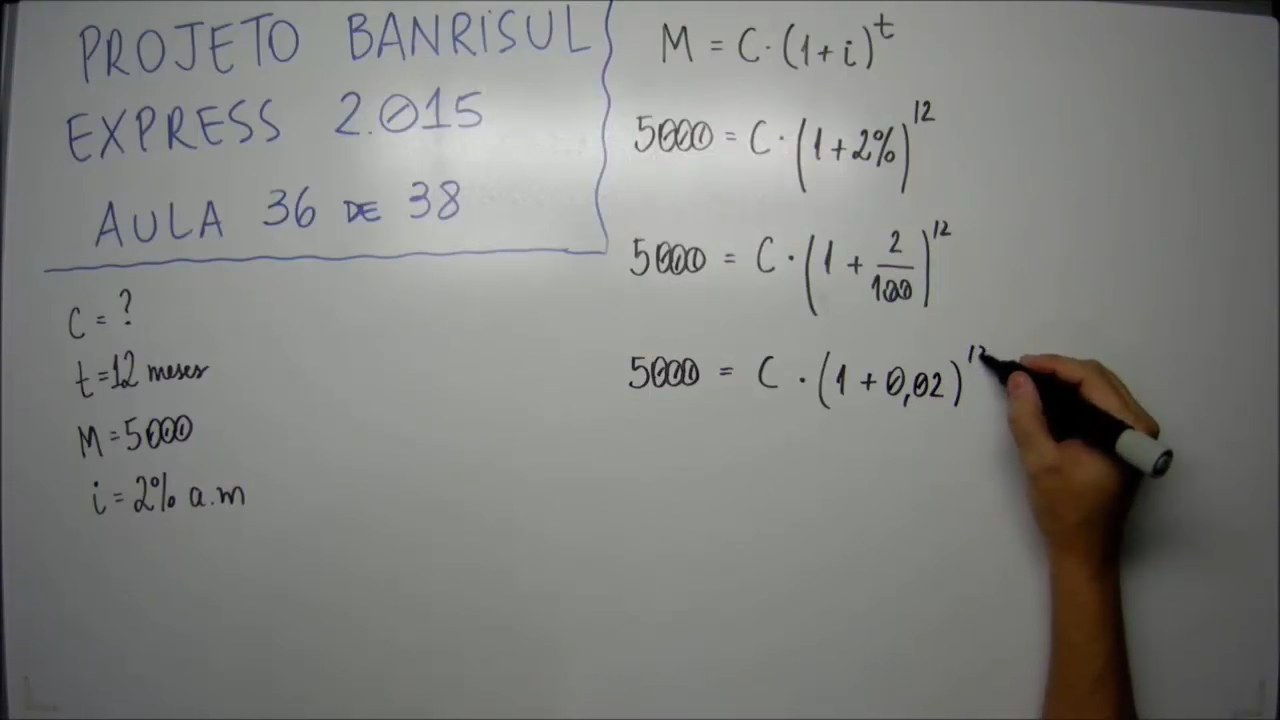 PROJETO BANRISUL
EXPRESS 2.015
AULA 36 DE 38
C = ?
t = 12 meses
M = 5000
i = 2% a.m
M = C · (1 + i)^t
5000 = C · (1 + 2%)^12
5000 = C · (1 + 2/100)^12
5000 = C · (1 + 0,02)^12